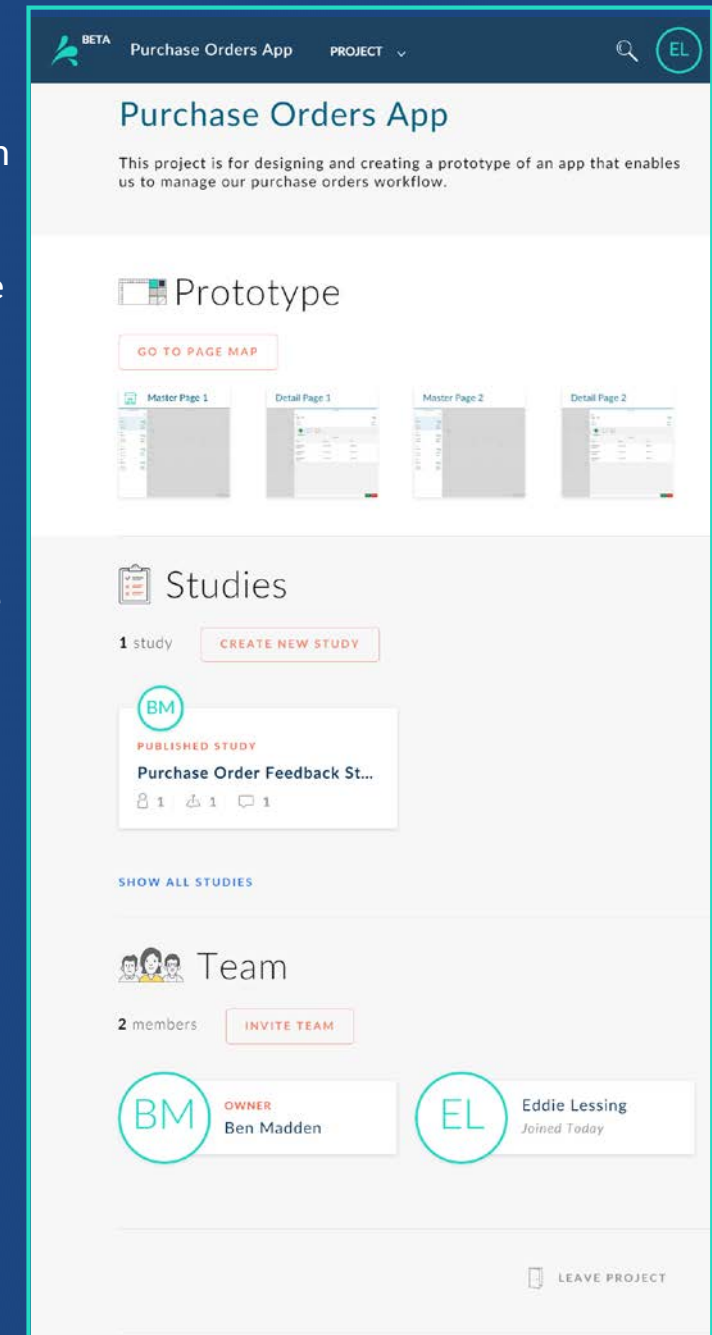 BETA
Purchase Orders App PROJECT EL
Purchase Orders App
This project is for designing and creating a prototype of an app that enables
us to manage our purchase orders workflow.
Prototype
GO TO PAGE MAP
Master Page 1 Detail Page 1 Master Page 2 Detail Page 2
Studies
1 study CREATE NEW STUDY
BM
PUBLISHED STUDY
Purchase Order Feedback St...
1 1 1
SHOW ALL STUDIES
Team
2 members INVITE TEAM
BM OWNER
Ben Madden
EL Eddie Lessing
Joined Today
LEAVE PROJECT